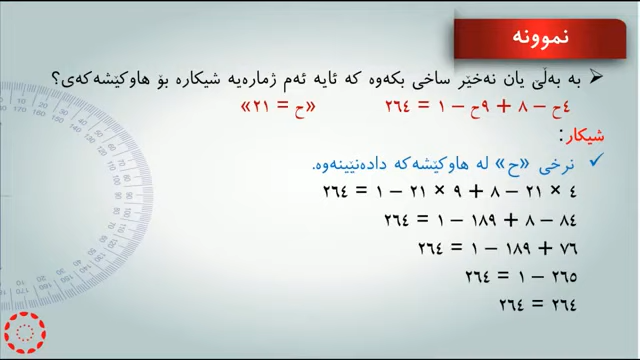 نموونە
بە بەڵێ یان نەخێر ساخی بکەوە کە ئایە ئەم ژمارەیە شیکارە بۆ هاوکێشەکەی؟
٤ح – ٨ + ٩ح – ١ = ٢٦٤ «ح = ٢١»
شیکار:
نرخی «ح» لە هاوکێشەکە دادەنێینەوە.
٤ × ٢١ – ٨ + ٩ × ٢١ – ١ = ٢٦٤
٨٤ – ٨ + ١٨٩ – ١ = ٢٦٤
٧٦ + ١٨٩ – ١ = ٢٦٤
٢٦٥ – ١ = ٢٦٤
٢٦٤ = ٢٦٤